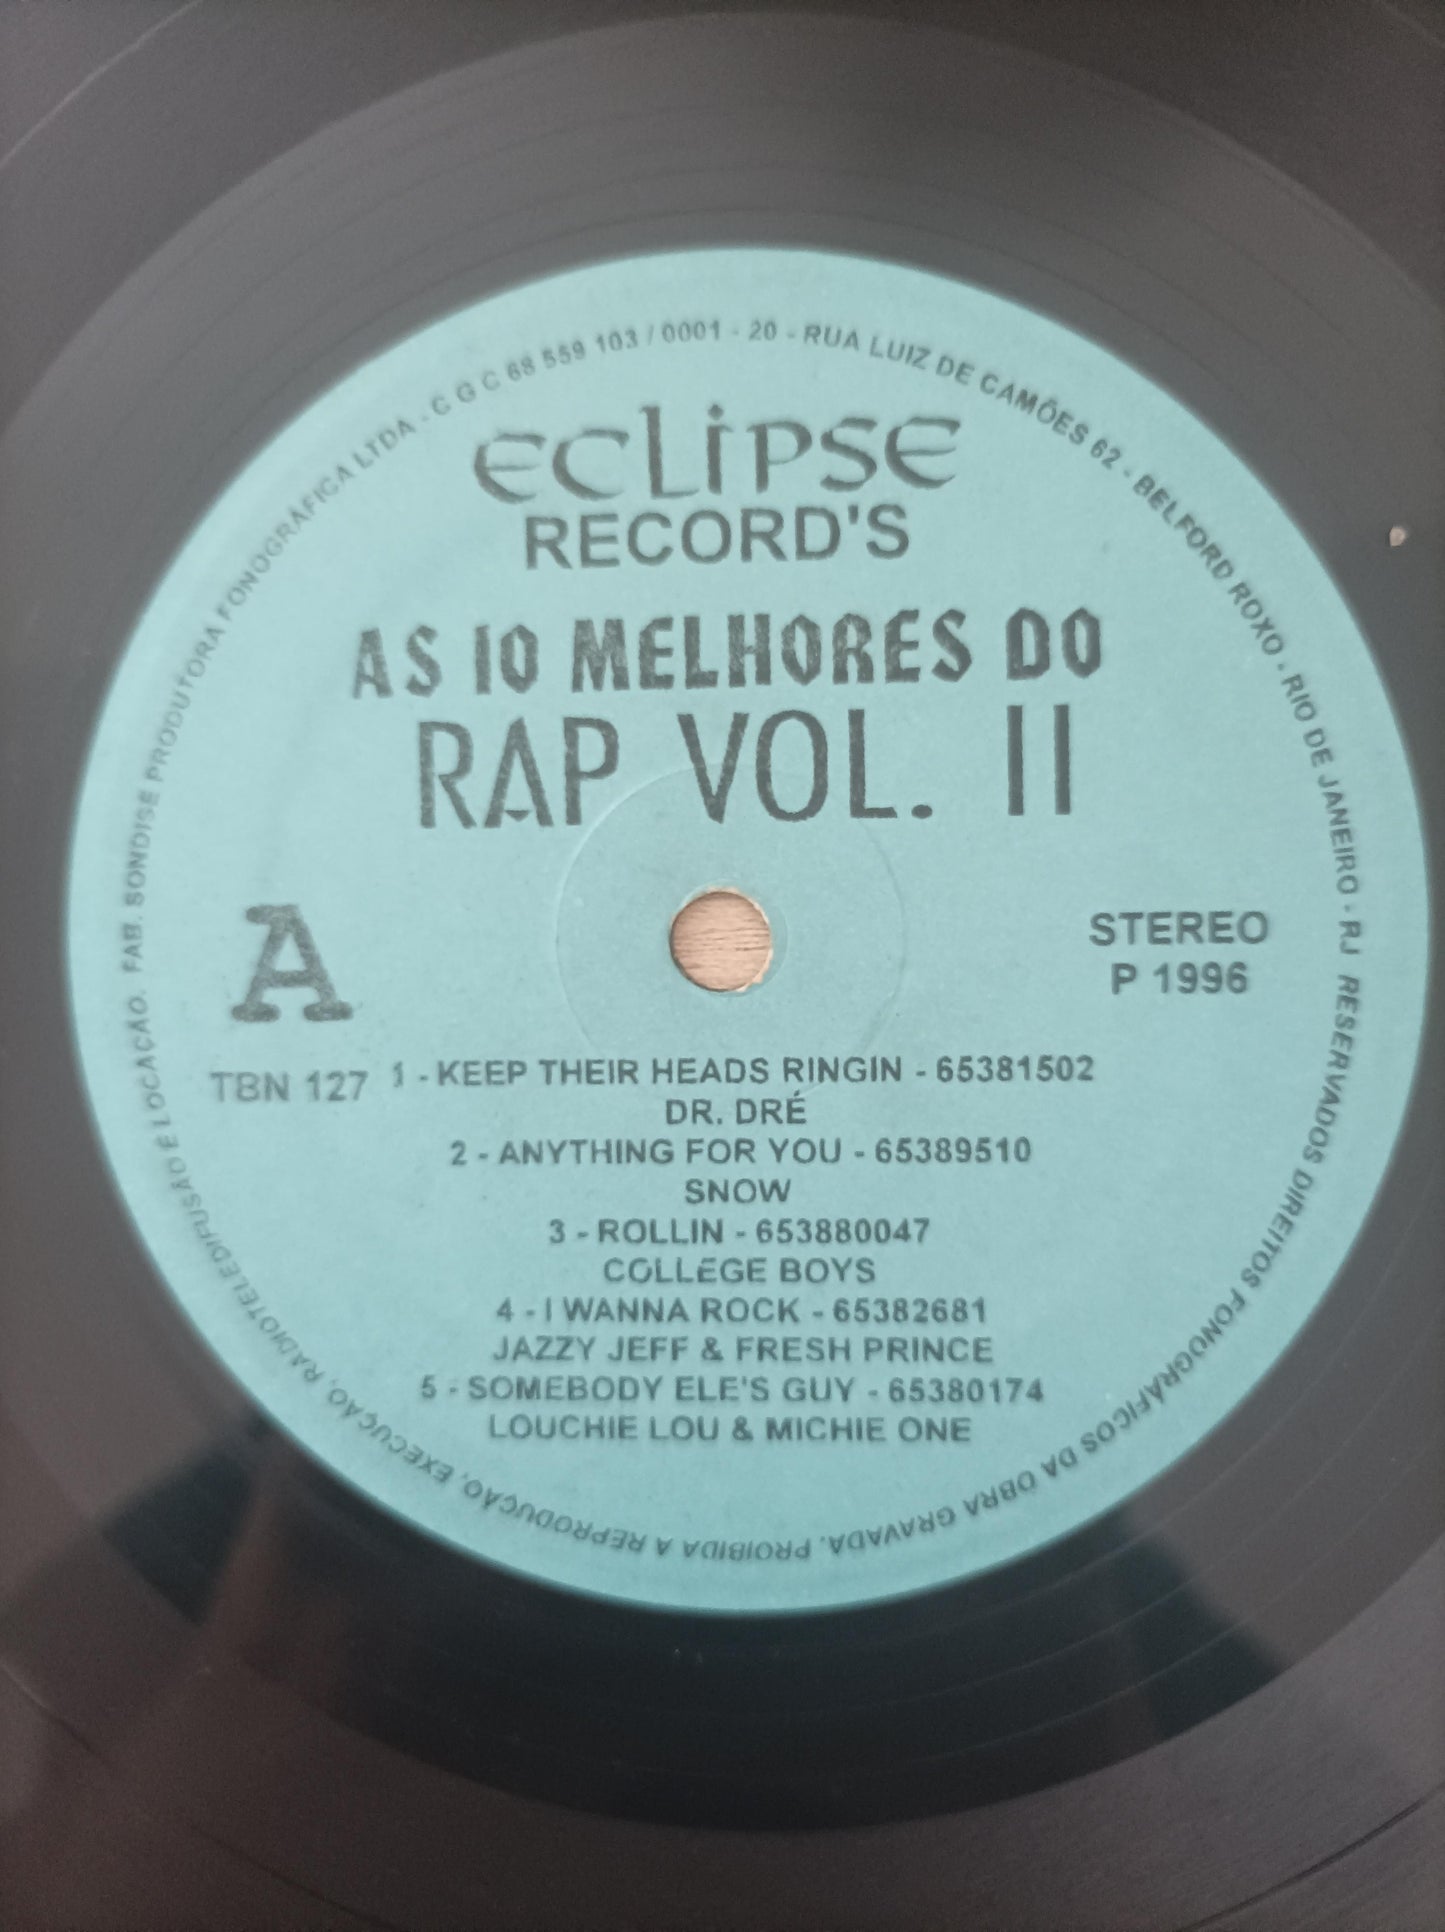 FAB. SONDISE PRODUTORA FONOGRÁFICA LTDA - C G C 68 559 103 / 0001 - 20 - RUA LUIZ DE CAMÕES 62 - BELFORD ROXO - RIO DE JANEIRO - RJ RESERVADOS DIREITOS FONOGRÁFICOS DA OBRA GRAVADA. PROIBIDA A REPRODUÇÃO, EXECUÇÃO, RADIOTELEDIFUSÃO E LOCAÇÃO.
ECLIPSE
RECORD'S
AS 10 MELHORES DO
RAP VOL. II
A
STEREO
P 1996
TBN 127
1 - KEEP THEIR HEADS RINGIN - 65381502
DR. DRÉ
2 - ANYTHING FOR YOU - 65389510
SNOW
3 - ROLLIN - 653880047
COLLEGE BOYS
4 - I WANNA ROCK - 65382681
JAZZY JEFF & FRESH PRINCE
5 - SOMEBODY ELE'S GUY - 65380174
LOUCHIE LOU & MICHIE ONE